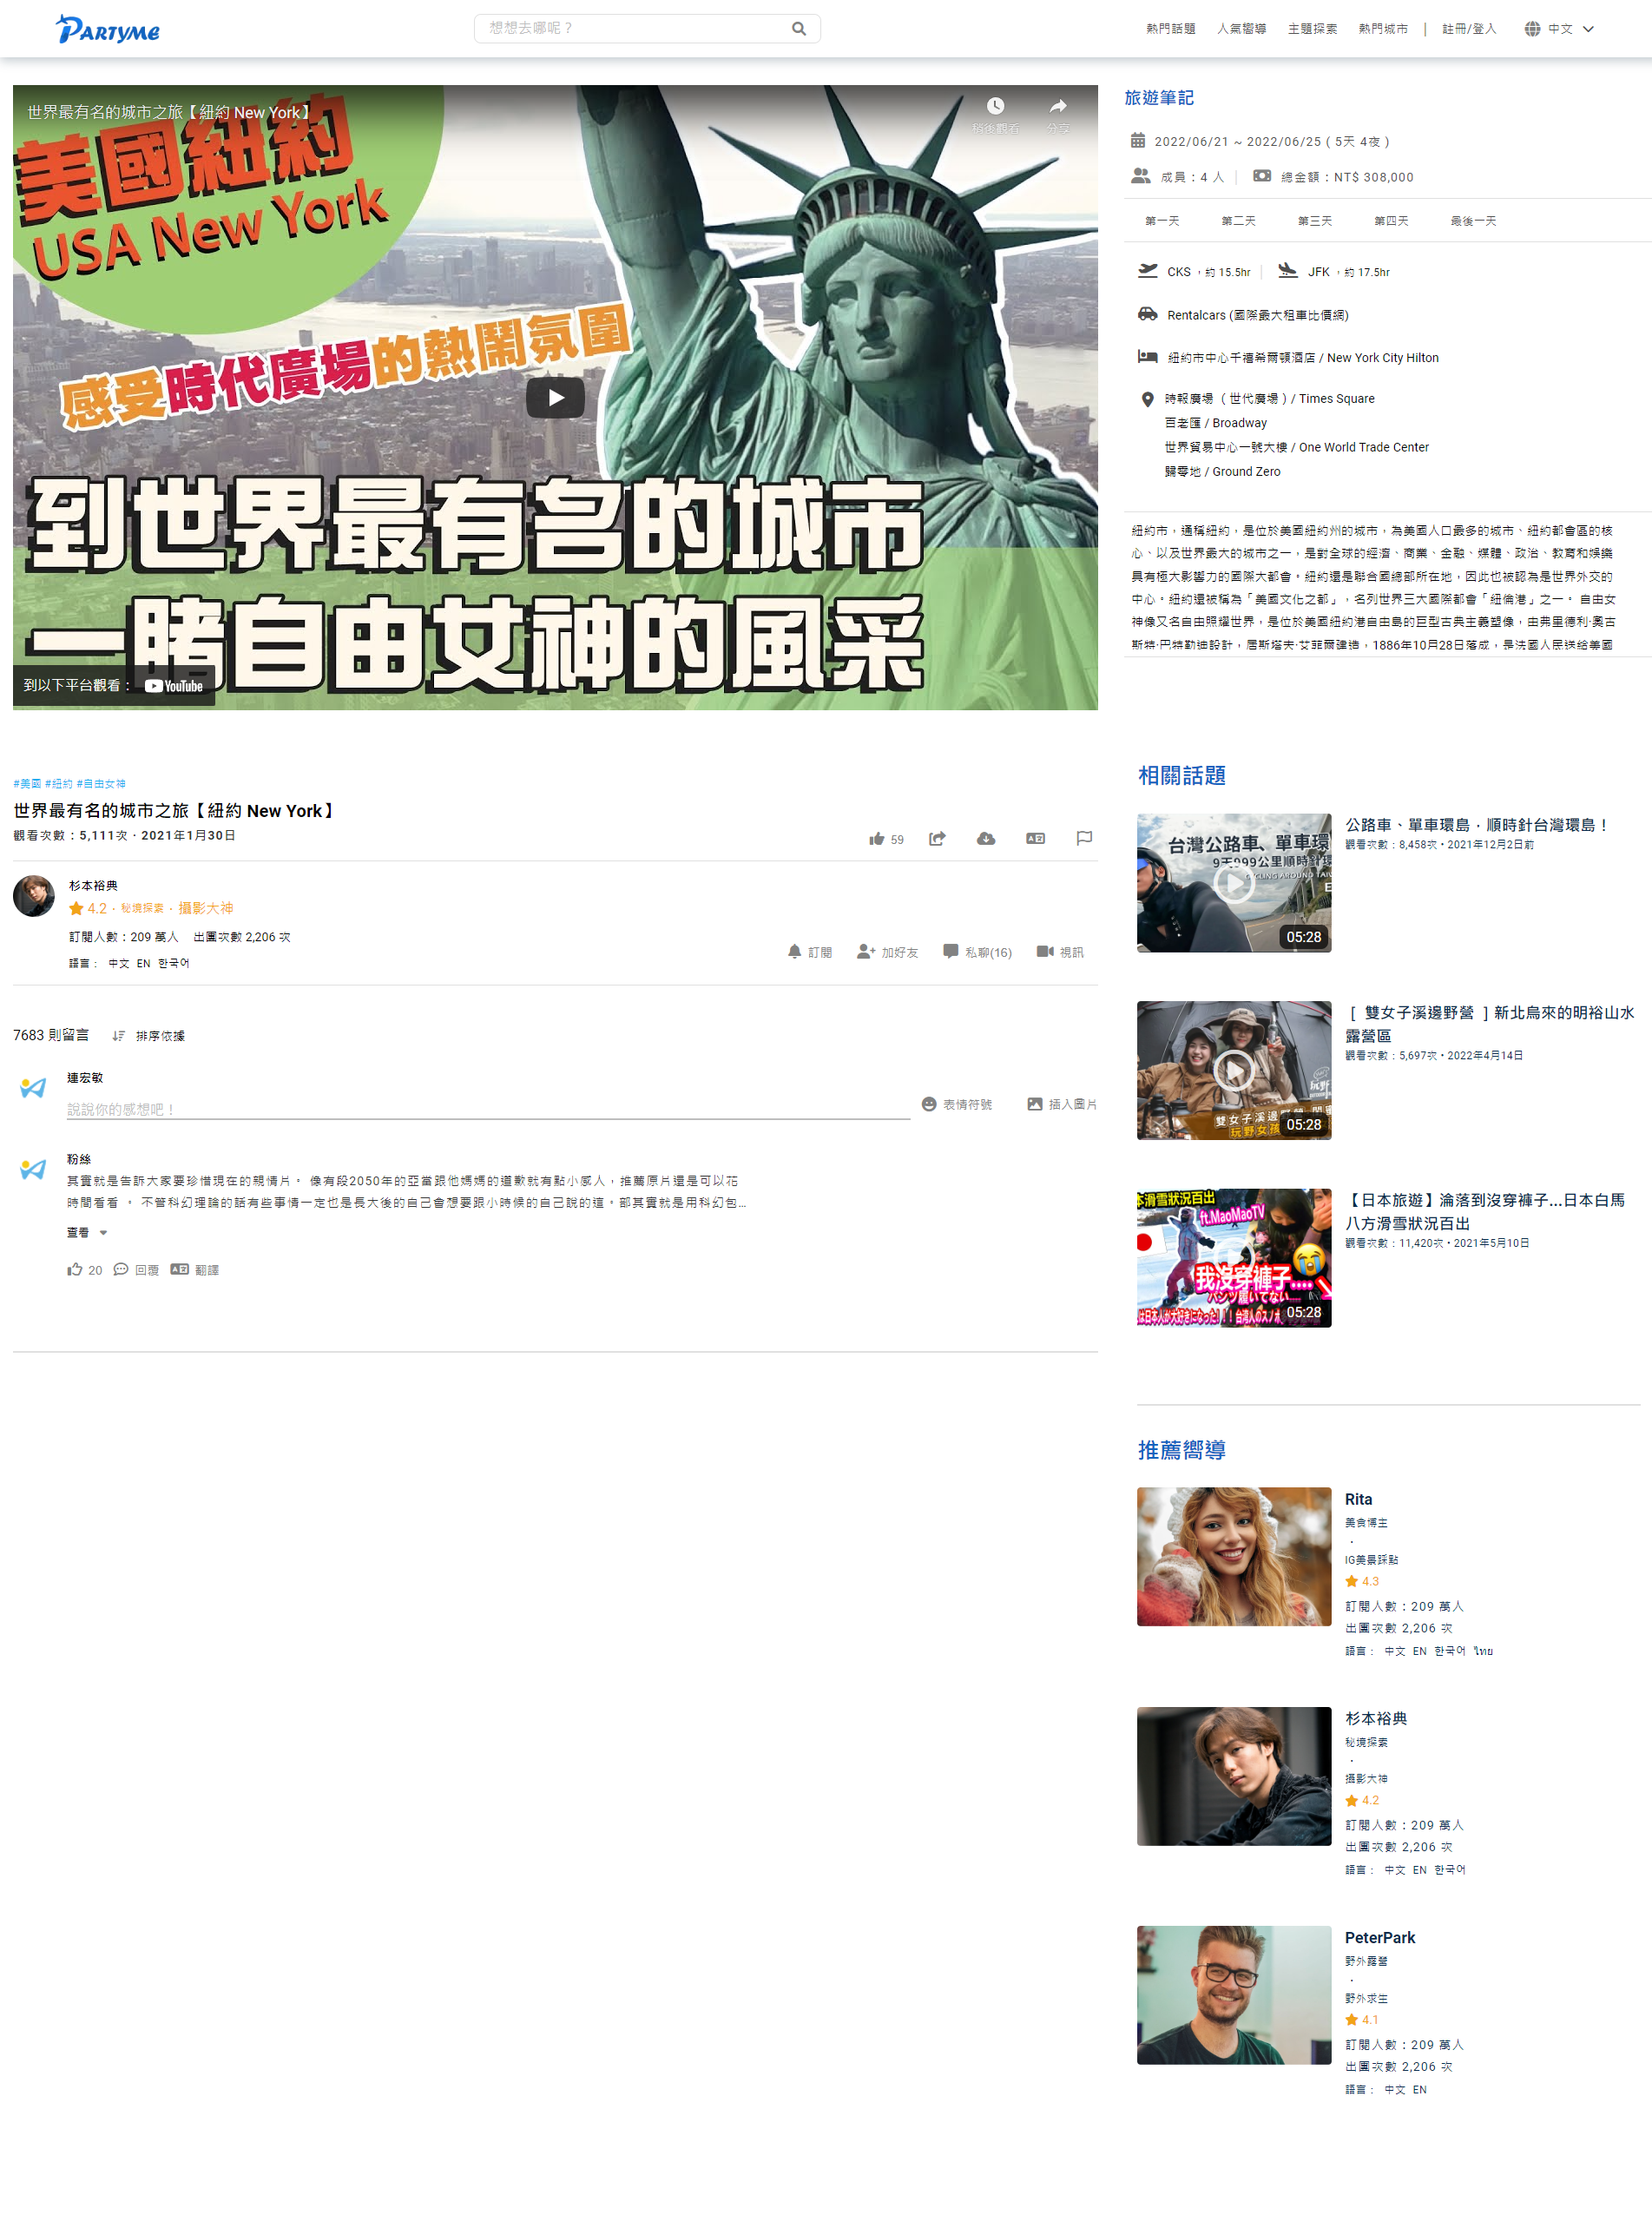 PARTYME
想想去哪呢？
熱門話題 人氣嚮導 主題探索 熱門城市 | 註冊/登入 中文
世界最有名的城市之旅【紐約 New York】
稍後觀看 分享
美國紐約
USA New York
感受時代廣場的熱鬧氛圍
到世界最有名的城市
一睹自由女神的風采
到以下平台觀看： YouTube
旅遊筆記
2022/06/21 ~ 2022/06/25 ( 5天 4夜 )
成員：4 人 總金額：NT$ 308,000
第一天 第二天 第三天 第四天 最後一天
CKS ，約 15.5hr JFK ，約 17.5hr
Rentalcars (國際最大租車比價網)
紐約市中心千禧希爾頓酒店 / New York City Hilton
時報廣場 （ 世代廣場 ）/ Times Square
百老匯 / Broadway
世界貿易中心一號大樓 / One World Trade Center
歸零地 / Ground Zero
紐約市，通稱紐約，是位於美國紐約州的城市，為美國人口最多的城市、紐約都會區的核
心、以及世界最大的城市之一，是對全球的經濟、商業、金融、媒體、政治、教育和娛樂
具有極大影響力的國際大都會。紐約還是聯合國總部所在地，因此也被認為是世界外交的
中心。紐約還被稱為「美國文化之都」，名列世界三大國際都會「紐倫港」之一。 自由女
神像又名自由照耀世界，是位於美國紐約港自由島的巨型古典主義塑像，由弗里德利·奧古
斯特·巴特勒迪設計，居斯塔夫·艾菲爾建造，1886年10月28日落成，是法國人民送給美國
#美國 #紐約 #自由女神
世界最有名的城市之旅【紐約 New York】
觀看次數：5,111次．2021年1月30日
59
杉本裕典
4.2．秘境探索．攝影大神
訂閱人數：209 萬人 出團次數 2,206 次
語言： 中文 EN 한국어
訂閱 加好友 私聊(16) 視訊
7683 則留言 排序依據
連宏敏
說說你的感想吧！
表情符號 插入圖片
粉絲
其實就是告訴大家要珍惜現在的親情片。 像有段2050年的亞當跟他媽媽的道歉就有點小感人，推薦原片還是可以花
時間看看 。 不管科幻理論的話有些事情一定也是長大後的自己會想要跟小時候的自己說的這。部其實就是用科幻包...
查看
20 回覆 翻譯
相關話題
台灣公路車、單車環
9天999公里順時針環
CYCLING AROUND TAIW
05:28
公路車、單車環島．順時針台灣環島！
觀看次數：8,458次 • 2021年12月2日前
雙女子溪邊野營
玩野女孩
05:28
［ 雙女子溪邊野營 ］新北烏來的明裕山水
露營區
觀看次數：5,697次 • 2022年4月14日
本滑雪狀況百出
ft.MaoMaoTV
我沒穿褲子....
パンツ履いてない....
は日本人が大好きになった!!!台湾人のスノボ
05:28
【日本旅遊】淪落到沒穿褲子...日本白馬
八方滑雪狀況百出
觀看次數：11,420次 • 2021年5月10日
推薦嚮導
Rita
美食博主
．
IG美景踩點
4.3
訂閱人數：209 萬人
出團次數 2,206 次
語言： 中文 EN 한국어 ไทย
杉本裕典
秘境探索
．
攝影大神
4.2
訂閱人數：209 萬人
出團次數 2,206 次
語言： 中文 EN 한국어
PeterPark
野外露營
．
野外求生
4.1
訂閱人數：209 萬人
出團次數 2,206 次
語言： 中文 EN